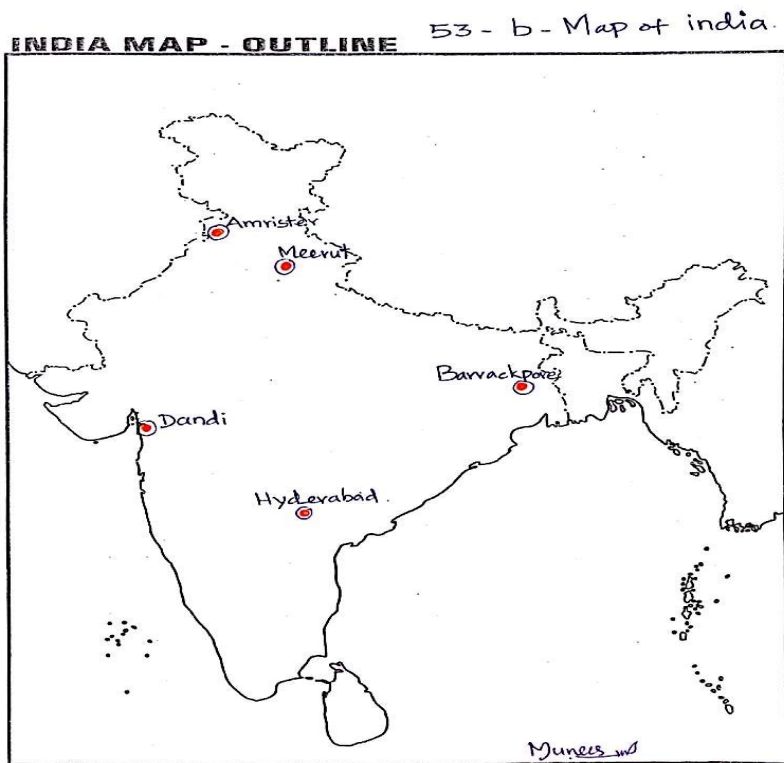 53 - b - Map of india.
INDIA MAP - OUTLINE
Amrister
Meerut
Barrackpore
Dandi
Hyderabad.